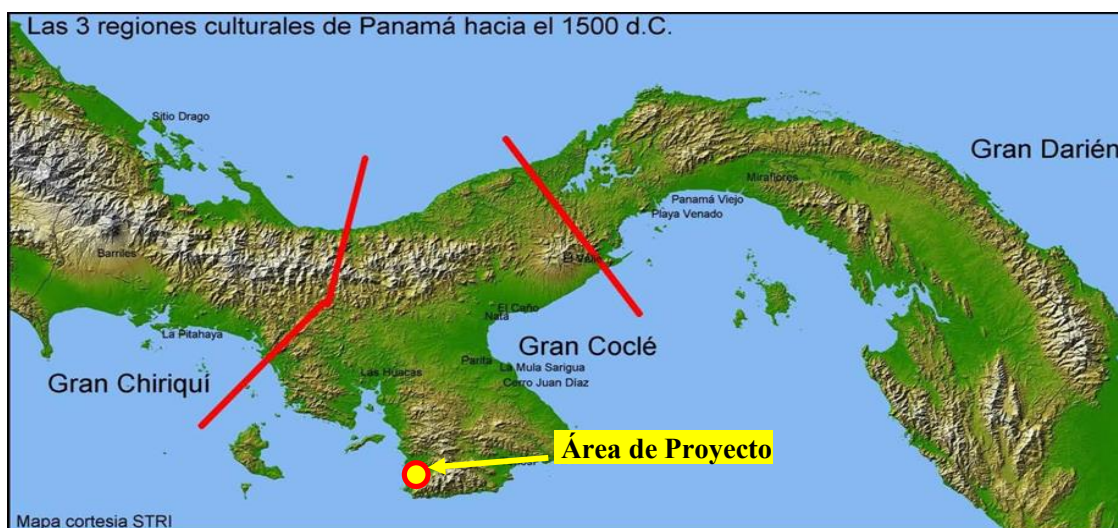 Las 3 regiones culturales de Panamá hacia el 1500 d.C.
Sitio Drago
Gran Darién
Miraflores
Panamá Viejo
Playa Venado
Barriles
El Valle
El Caño
Natá
La Pitahaya
Gran Coclé
Parita
La Mula Sarigua
Gran Chiriquí
Las Huacas
Cerro Juan Díaz
Área de Proyecto
Mapa cortesia STRI